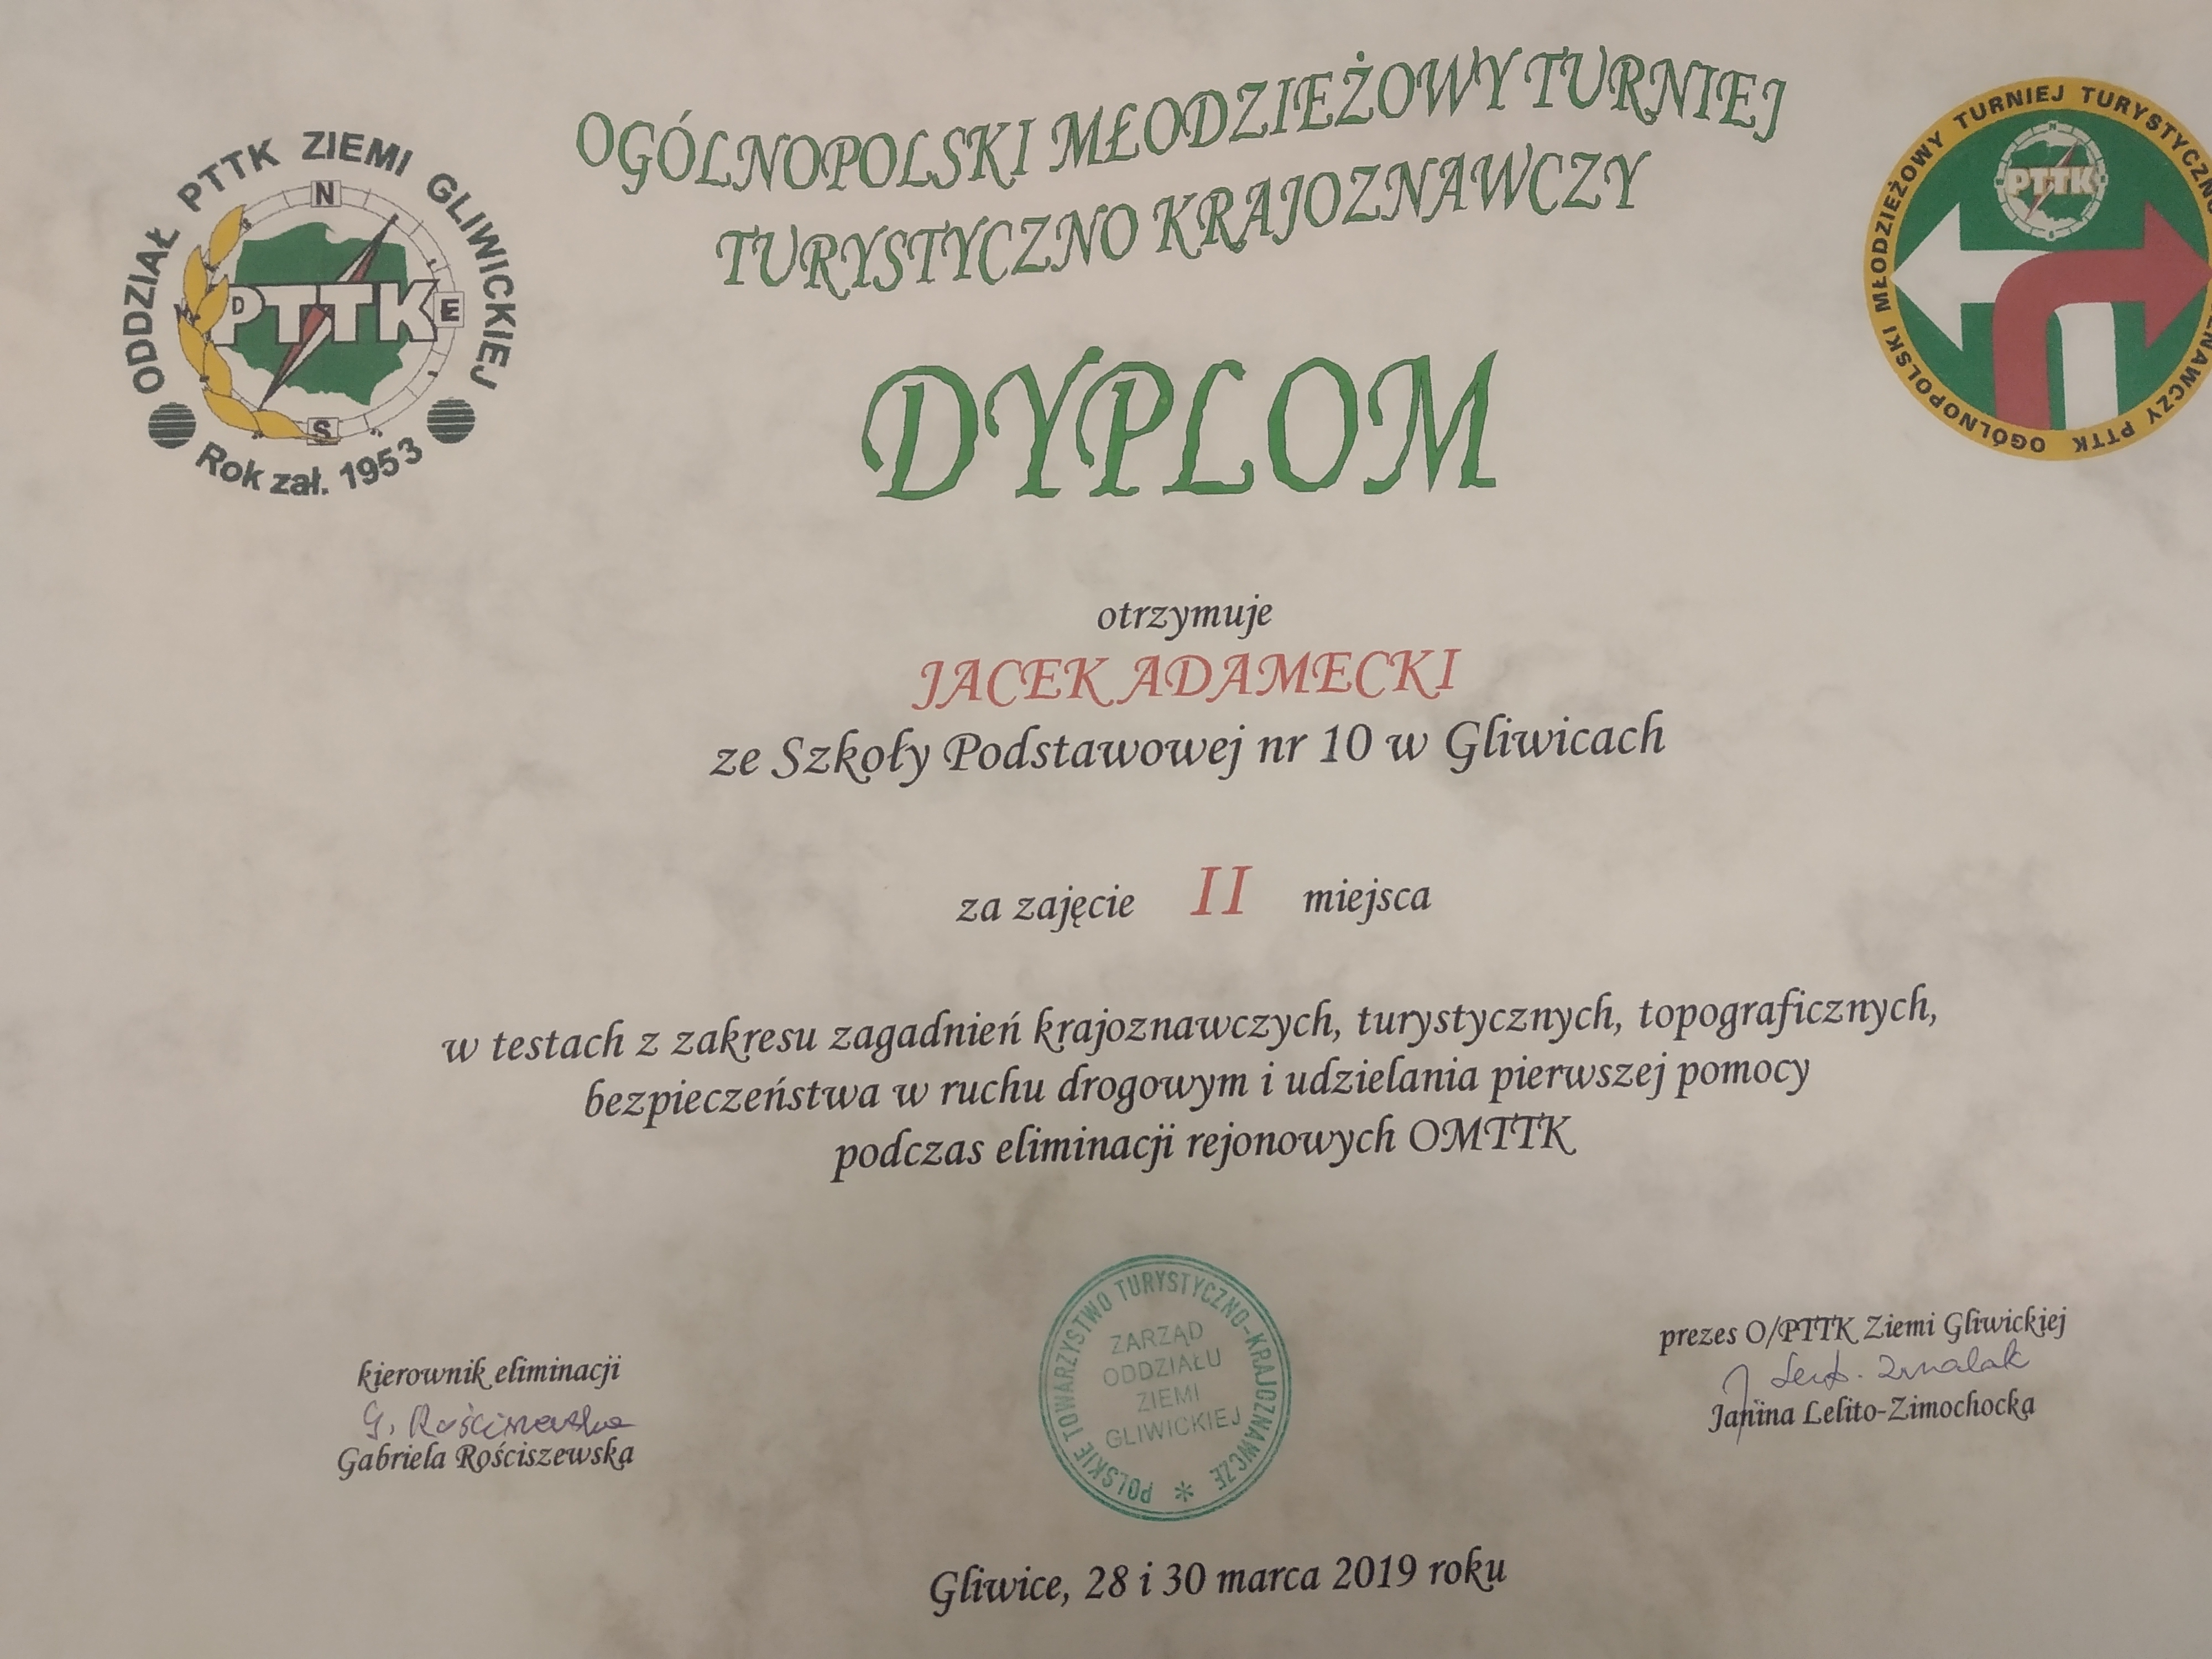 OGÓLNOPOLSKI MŁODZIEŻOWY TURNIEJ
TURYSTYCZNO KRAJOZNAWCZY
ODDZIAŁ PTTK ZIEMI GLIWICKIEJ
N
PTTK
E
S
Rok zał. 1953
OGÓLNOPOLSKI MŁODZIEŻOWY TURNIEJ TURYSTYCZNO
PTTK
DYPLOM
otrzymuje
JACEK ADAMECKI
ze Szkoły Podstawowej nr 10 w Gliwicach
za zajęcie II miejsca
w testach z zakresu zagadnień krajoznawczych, turystycznych, topograficznych,
bezpieczeństwa w ruchu drogowym i udzielania pierwszej pomocy
podczas eliminacji rejonowych OMTTK
kierownik eliminacji
G. Rościszewska
Gabriela Rościszewska
POLSKIE TOWARZYSTWO TURYSTYCZNO-KRAJOZNAWCZE *
ZARZĄD
ODDZIAŁU
ZIEMI
GLIWICKIEJ
prezes O/PTTK Ziemi Gliwickiej
Janina Lelito-Zimochocka
Gliwice, 28 i 30 marca 2019 roku